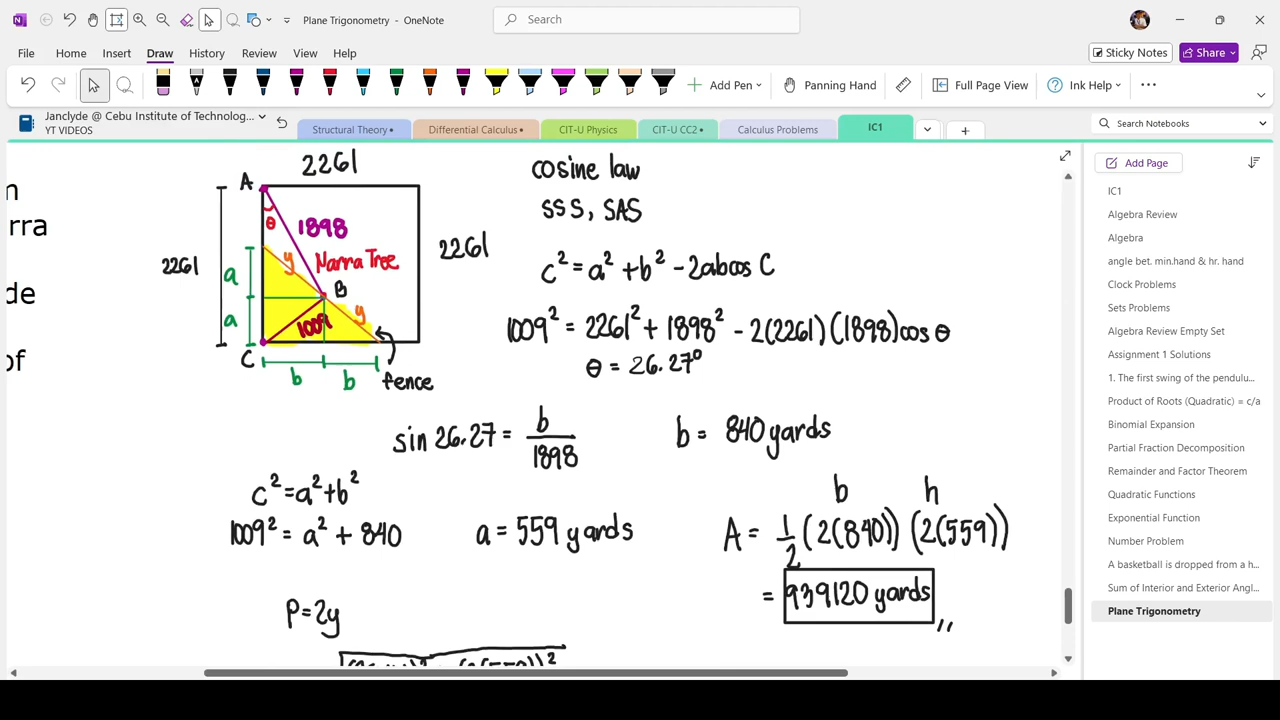 Plane Trigonometry - OneNote
Search
File Home Insert Draw History Review View Help
Sticky Notes
Share
Add Pen
Panning Hand
Full Page View
Ink Help
Janclyde @ Cebu Institute of Technolog...
YT VIDEOS
Structural Theory
Differential Calculus
CIT-U Physics
CIT-U CC2
Calculus Problems
IC1
Search Notebooks
Add Page
IC1
Algebra Review
Algebra
angle bet. min.hand & hr. hand
Clock Problems
Sets Problems
Algebra Review Empty Set
Assignment 1 Solutions
1. The first swing of the pendulu...
Product of Roots (Quadratic) = c/a
Binomial Expansion
Partial Fraction Decomposition
Remainder and Factor Theorem
Quadratic Functions
Exponential Function
Number Problem
A basketball is dropped from a h...
Sum of Interior and Exterior Angl...
Plane Trigonometry
rra
de
of
2261
A
θ
1898
2261
2261
y
Narra Tree
a
B
a
1009
y
C
b b
fence
cosine law
SSS, SAS
c² = a² + b² - 2abcos C
1009² = 2261² + 1898² - 2(2261)(1898)cos θ
θ = 26.27°
sin 26.27 = b/1898
b = 840 yards
c² = a² + b²
1009² = a² + 840
a = 559 yards
b h
A = 1/2 (2(840)) (2(559))
= 939120 yards
P = 2y